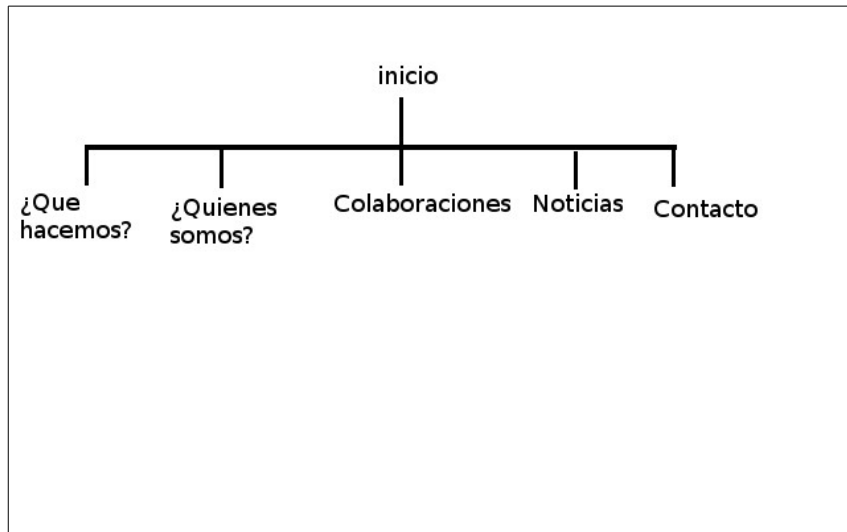 inicio
¿Que
hacemos?
¿Quienes
somos?
Colaboraciones
Noticias
Contacto